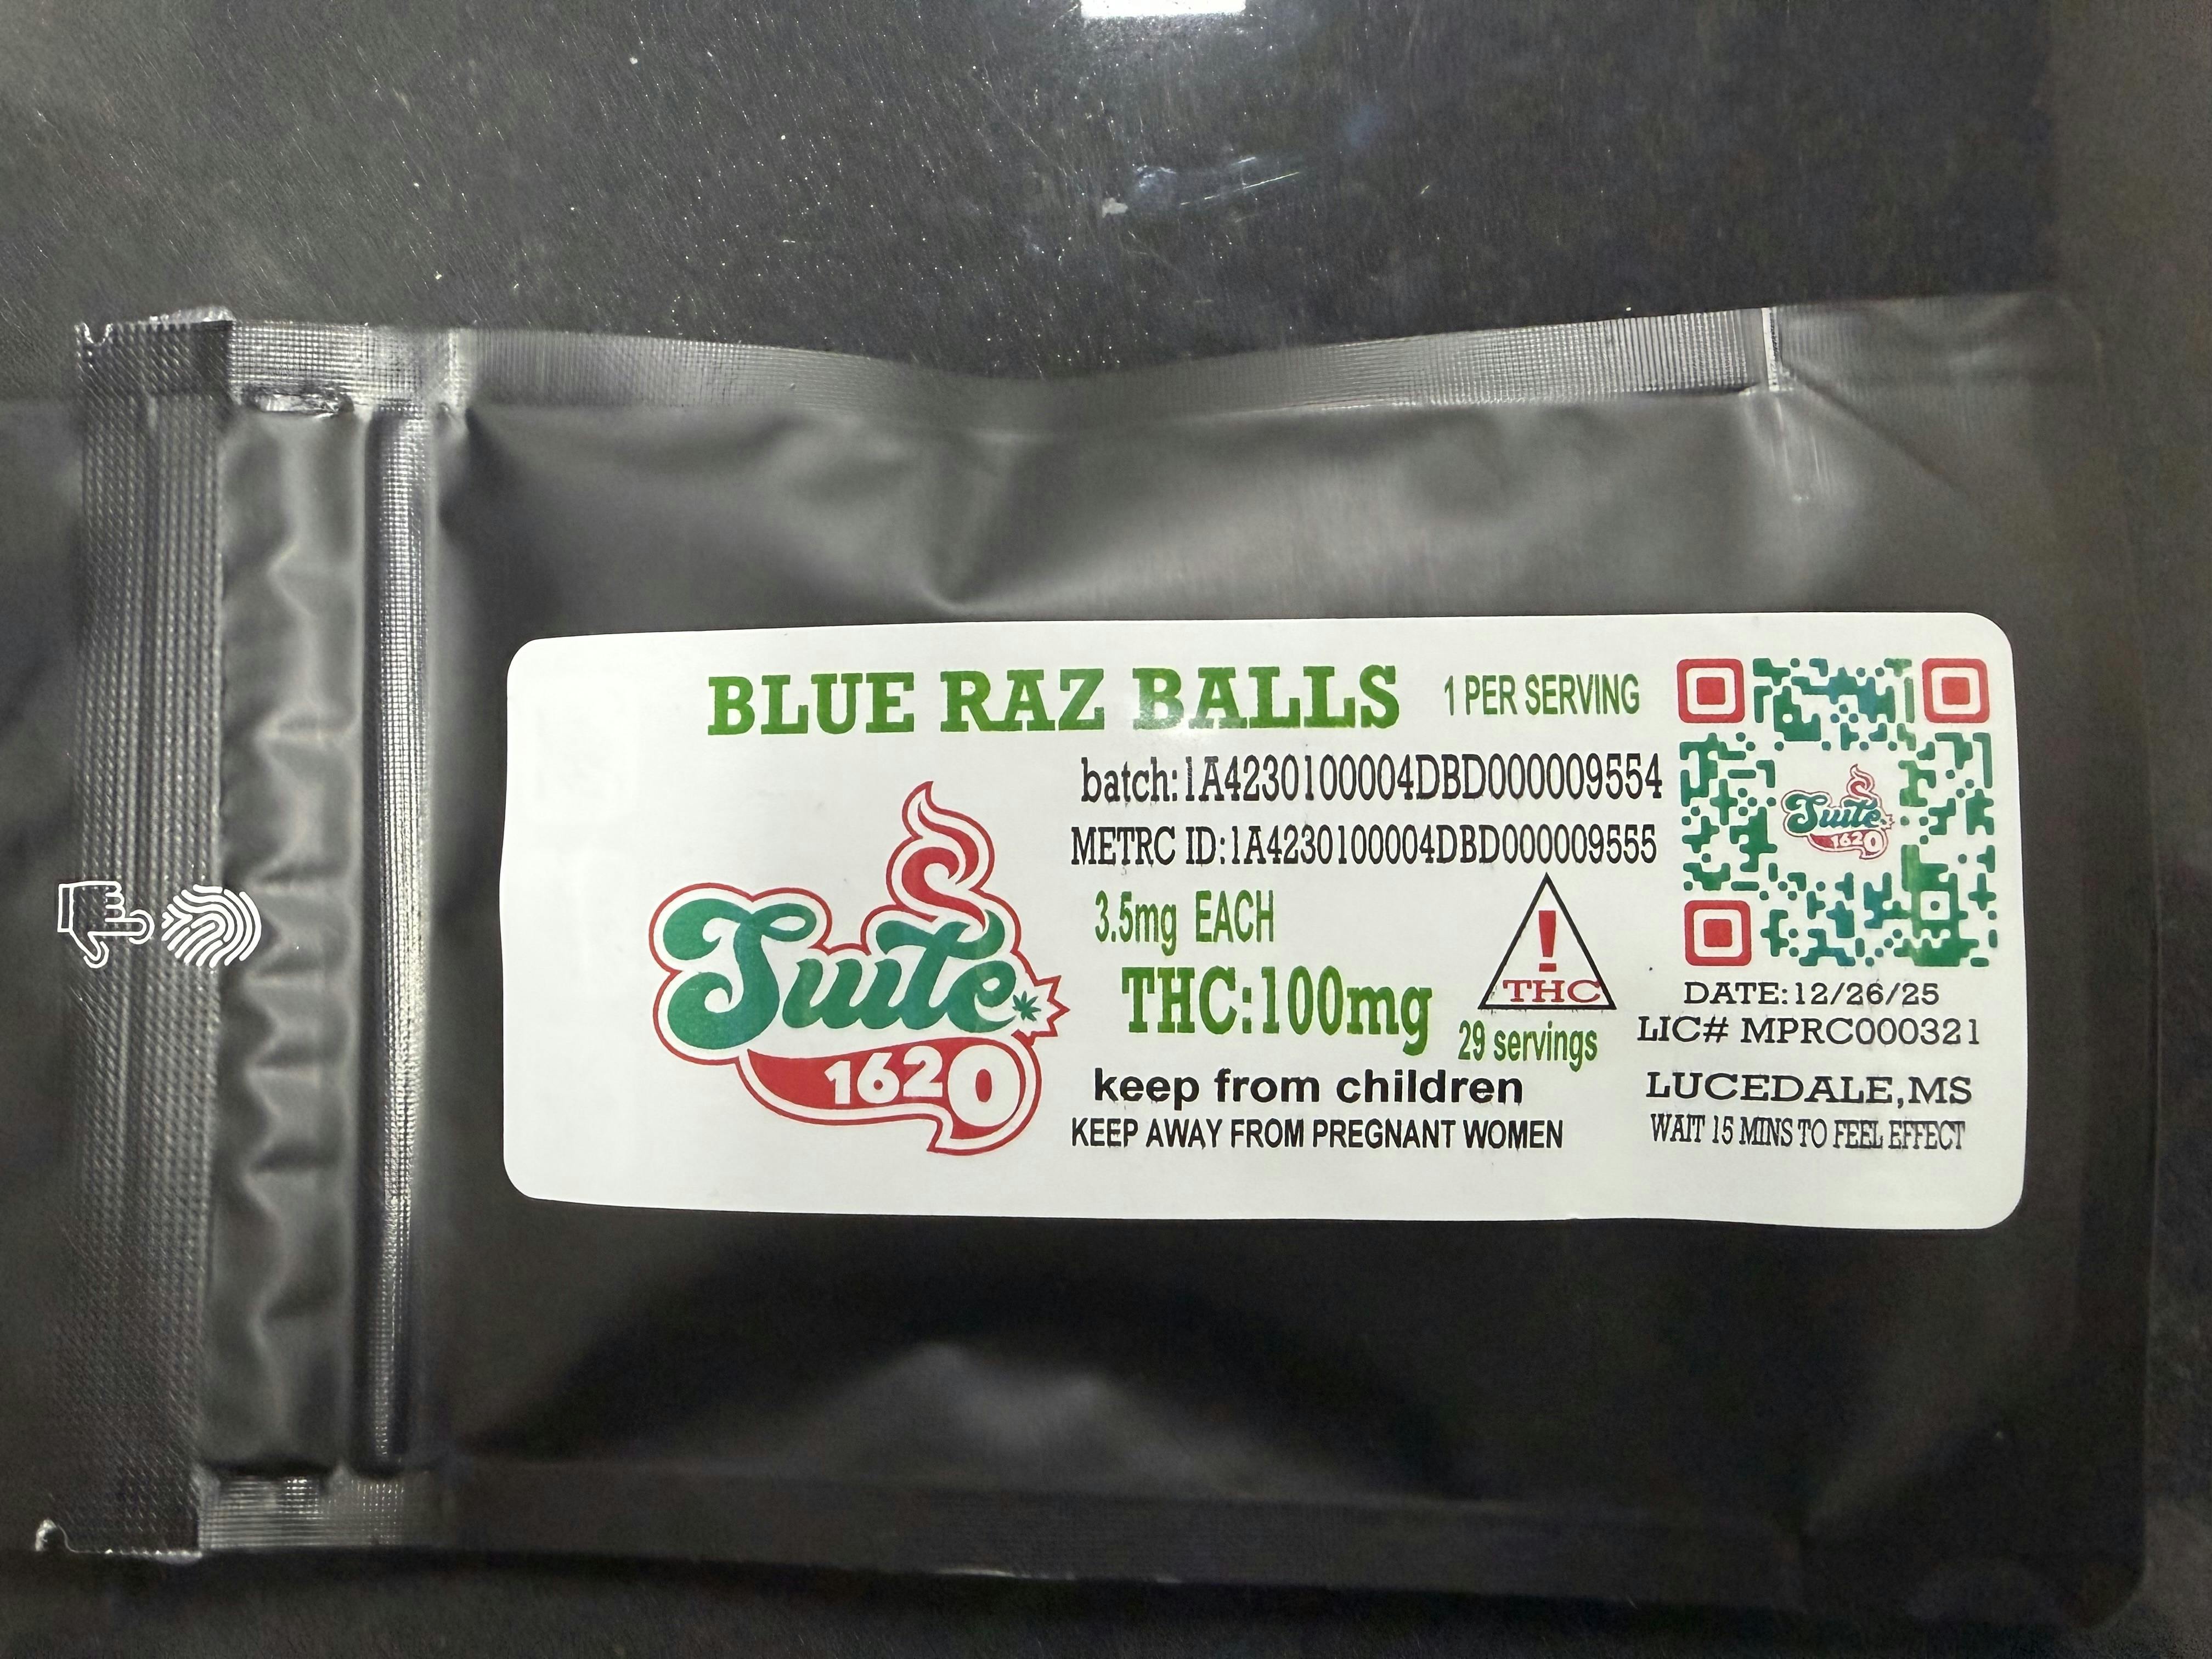 BLUE RAZ BALLS 1 PER SERVING
batch:1A4230100004DBD000009554
METRC ID:1A4230100004DBD000009555
3.5mg EACH
THC:100mg
THC
29 servings
keep from children
KEEP AWAY FROM PREGNANT WOMEN
Suite
1620
Suite
1620
DATE:12/26/25
LIC# MPRC000321
LUCEDALE,MS
WAIT 15 MINS TO FEEL EFFECT